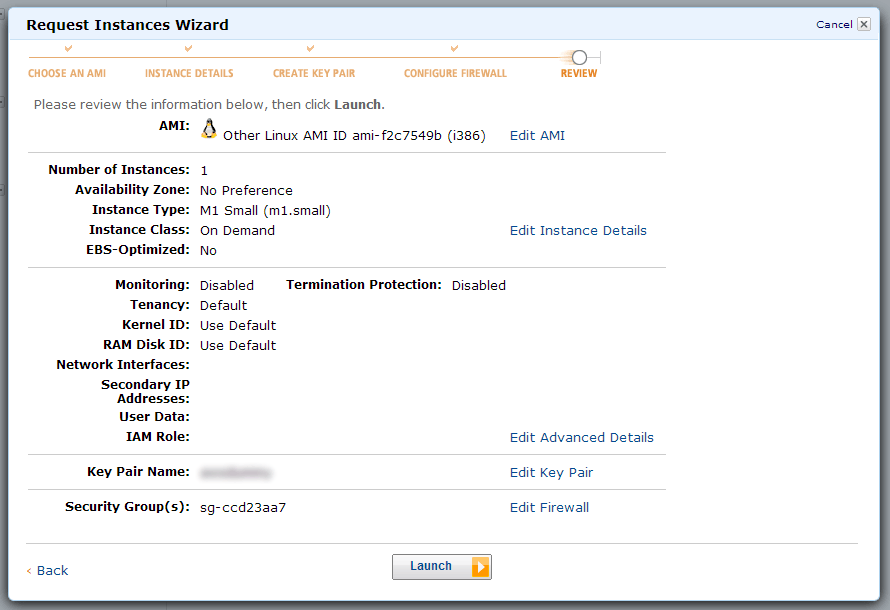 Request Instances Wizard
Cancel
CHOOSE AN AMI INSTANCE DETAILS CREATE KEY PAIR CONFIGURE FIREWALL REVIEW
Please review the information below, then click Launch.
AMI: Other Linux AMI ID ami-f2c7549b (i386) Edit AMI
Number of Instances: 1
Availability Zone: No Preference
Instance Type: M1 Small (m1.small)
Instance Class: On Demand Edit Instance Details
EBS-Optimized: No
Monitoring: Disabled Termination Protection: Disabled
Tenancy: Default
Kernel ID: Use Default
RAM Disk ID: Use Default
Network Interfaces:
Secondary IP
Addresses:
User Data:
IAM Role: Edit Advanced Details
Key Pair Name: Edit Key Pair
Security Group(s): sg-ccd23aa7 Edit Firewall
‹ Back
Launch